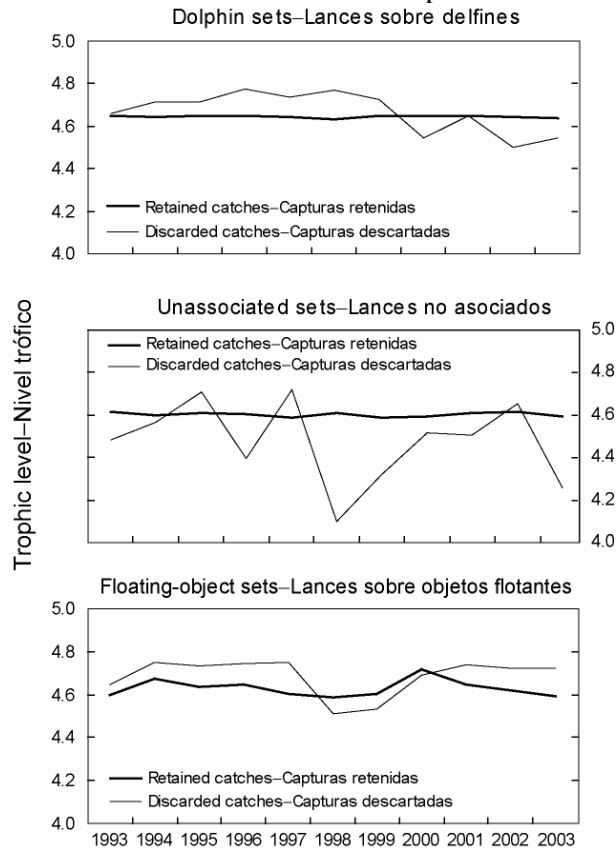 Dolphin sets–Lances sobre delfines
5.0
4.8
4.6
4.4
4.2
4.0
Retained catches–Capturas retenidas
Discarded catches–Capturas descartadas
Trophic level–Nivel trófico
Unassociated sets–Lances no asociados
Retained catches–Capturas retenidas
Discarded catches–Capturas descartadas
5.0
4.8
4.6
4.4
4.2
4.0
Floating-object sets–Lances sobre objetos flotantes
5.0
4.8
4.6
4.4
4.2
4.0
Retained catches–Capturas retenidas
Discarded catches–Capturas descartadas
1993 1994 1995 1996 1997 1998 1999 2000 2001 2002 2003